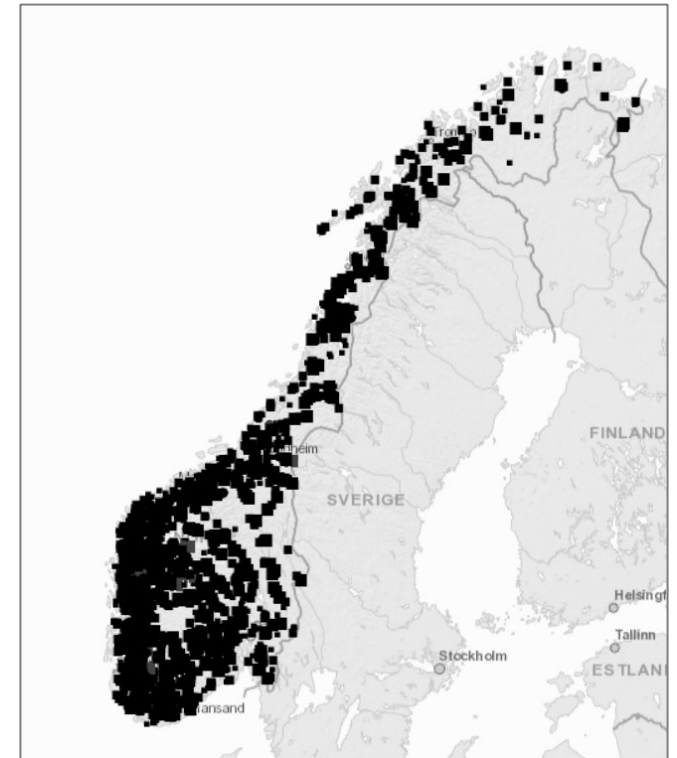 FINLAND
SVERIGE
Helsingf
Tallinn
Stockholm
ESTLAN